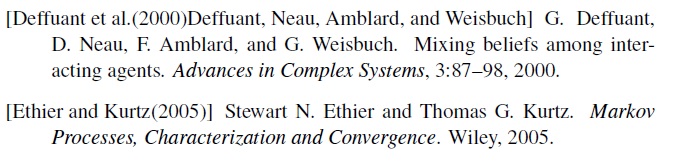 [Deffuant et al.(2000)Deffuant, Neau, Amblard, and Weisbuch] G. Deffuant,
D. Neau, F. Amblard, and G. Weisbuch. Mixing beliefs among inter-
acting agents. Advances in Complex Systems, 3:87–98, 2000.
[Ethier and Kurtz(2005)] Stewart N. Ethier and Thomas G. Kurtz. Markov
Processes, Characterization and Convergence. Wiley, 2005.